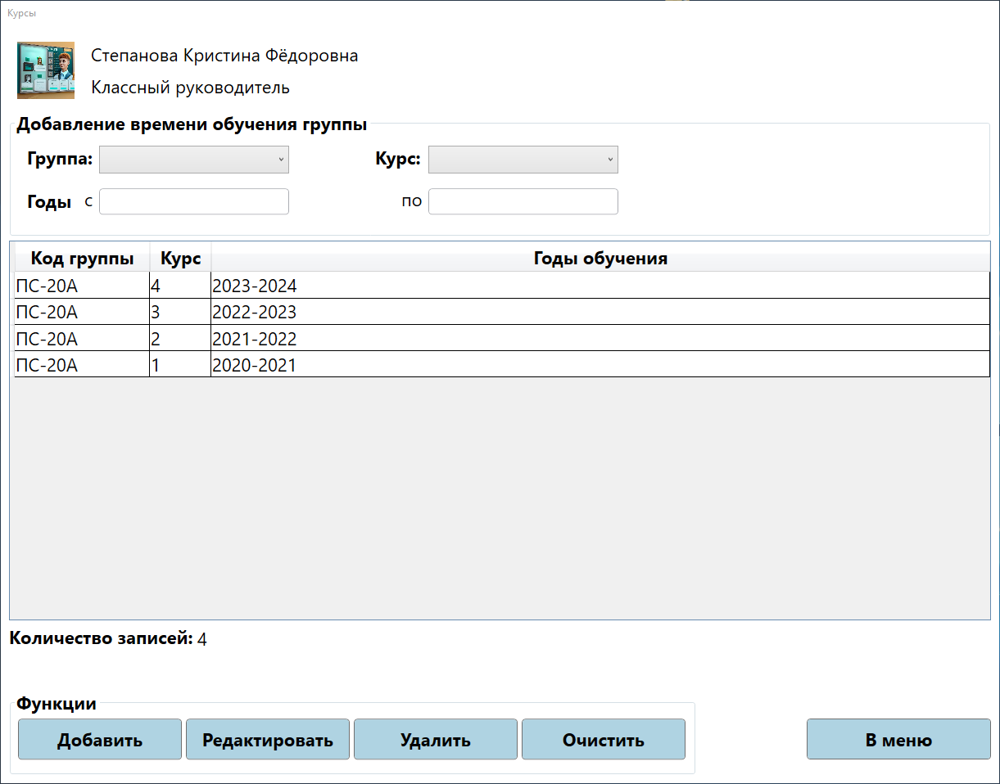 Курсы
Степанова Кристина Фёдоровна
Классный руководитель
Добавление времени обучения группы
Группа: Курс:
Годы с по
Код группы Курс Годы обучения
ПС-20А 4 2023-2024
ПС-20А 3 2022-2023
ПС-20А 2 2021-2022
ПС-20А 1 2020-2021
Количество записей: 4
Функции
Добавить Редактировать Удалить Очистить В меню